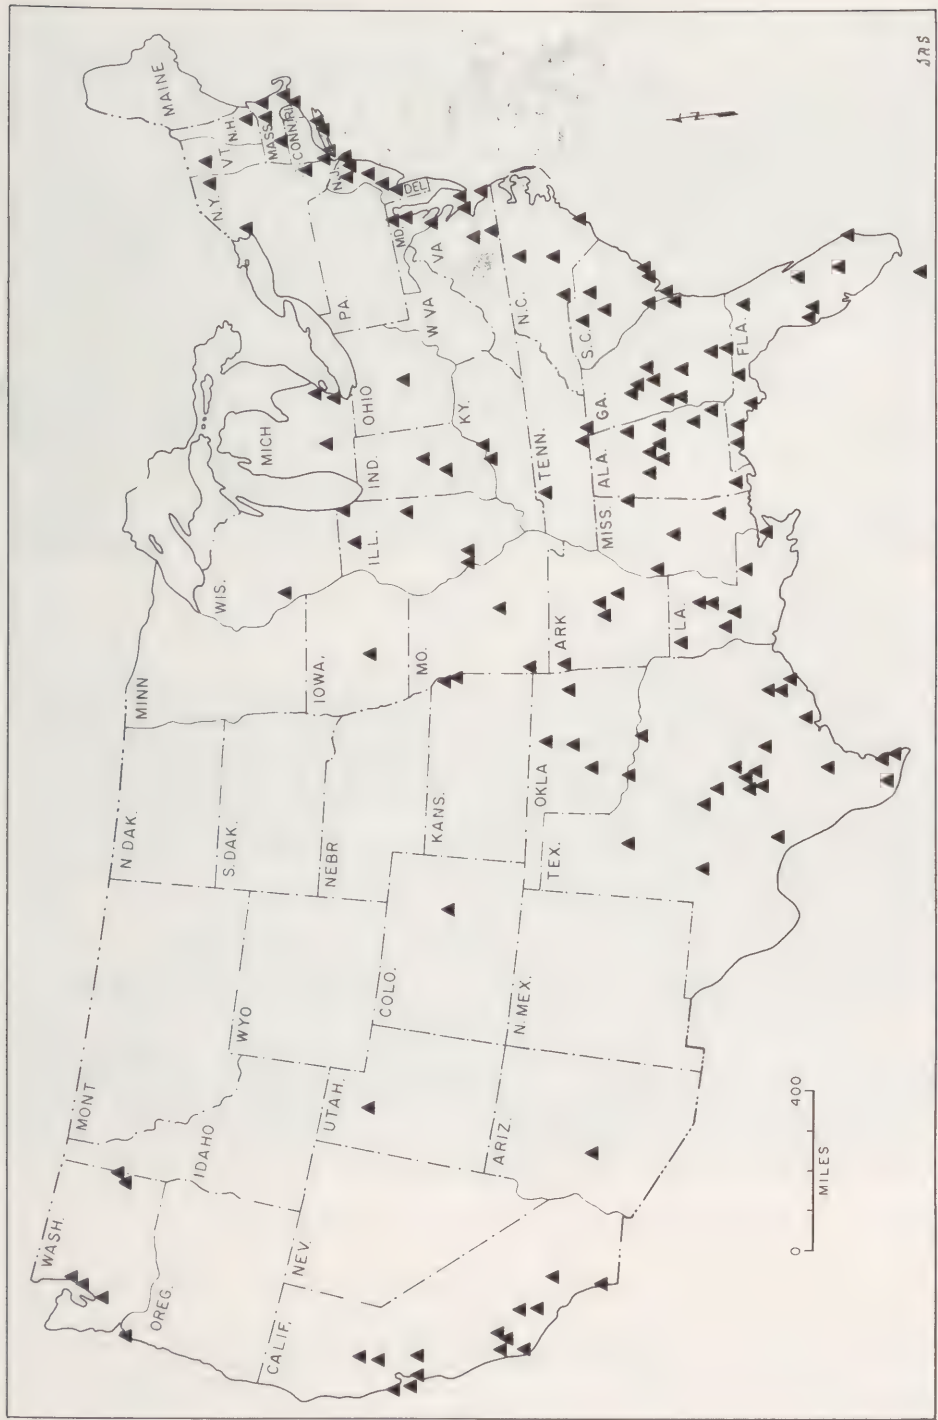 WASH.
OREG.
CALIF.
NEV.
IDAHO
MONT
WYO
UTAH.
ARIZ.
COLO.
N.MEX.
N DAK.
S.DAK.
NEBR
KANS.
OKLA
TEX.
MINN
IOWA.
MO.
ARK
LA.
WIS.
ILL.
MICH
IND.
OHIO
KY.
TENN.
MISS.
ALA.
GA.
FLA.
S.C.
N.C.
VA
W VA
MD.
DEL.
PA.
N.J.
N.Y.
CONN.
R.I.
MASS
VT
N.H.
MAINE
0
400
MILES
JAS